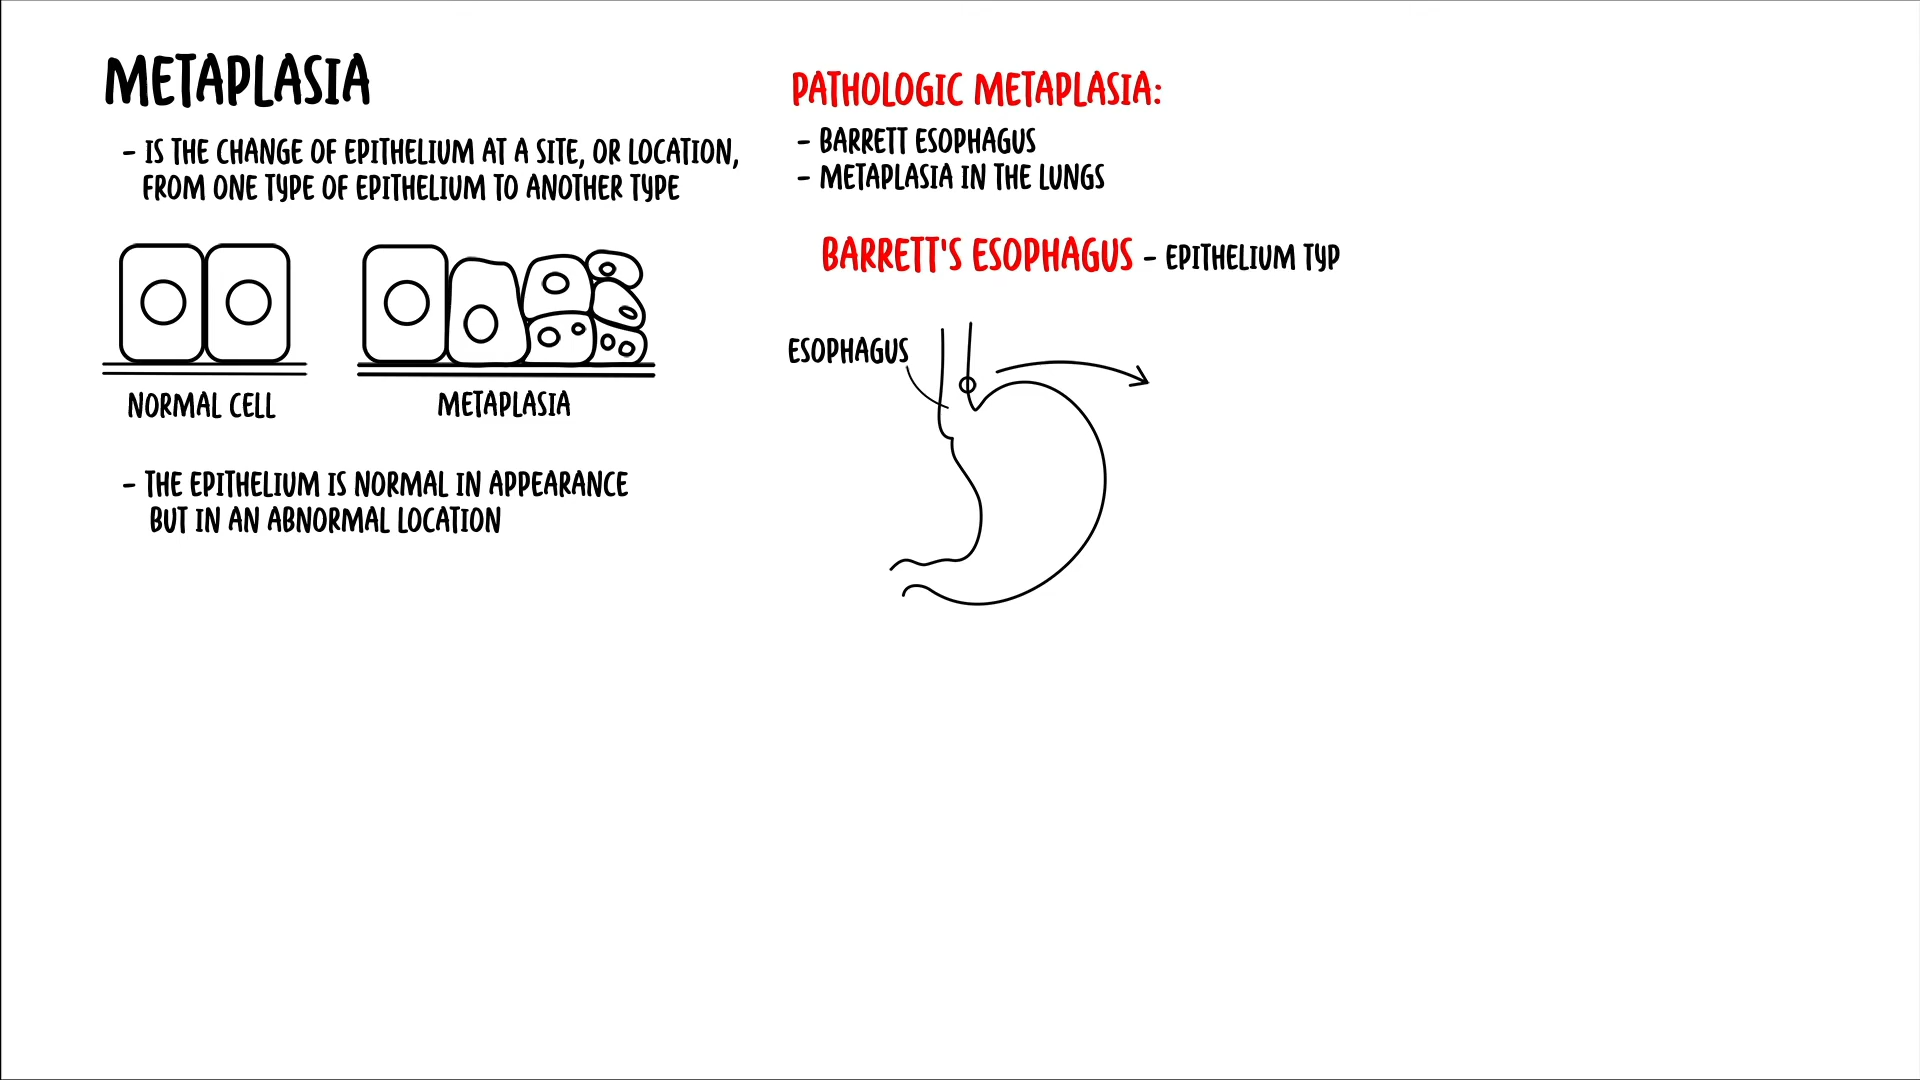 METAPLASIA
- IS THE CHANGE OF EPITHELIUM AT A SITE, OR LOCATION,
FROM ONE TYPE OF EPITHELIUM TO ANOTHER TYPE
NORMAL CELL
METAPLASIA
- THE EPITHELIUM IS NORMAL IN APPEARANCE
BUT IN AN ABNORMAL LOCATION
PATHOLOGIC METAPLASIA:
- BARRETT ESOPHAGUS
- METAPLASIA IN THE LUNGS
BARRETT'S ESOPHAGUS - EPITHELIUM TYP
ESOPHAGUS